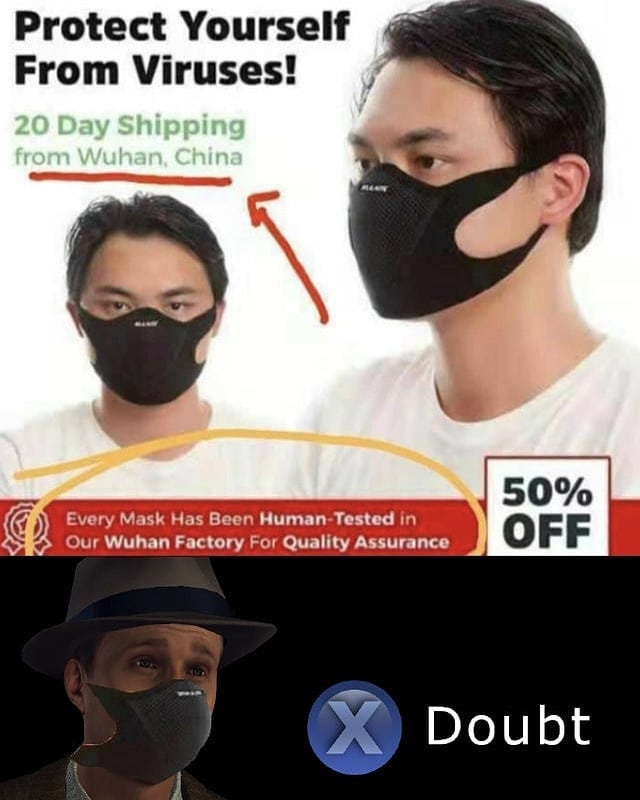 Protect Yourself
From Viruses!
20 Day Shipping
from Wuhan, China
50%
OFF
Every Mask Has Been Human-Tested in
Our Wuhan Factory For Quality Assurance
X Doubt